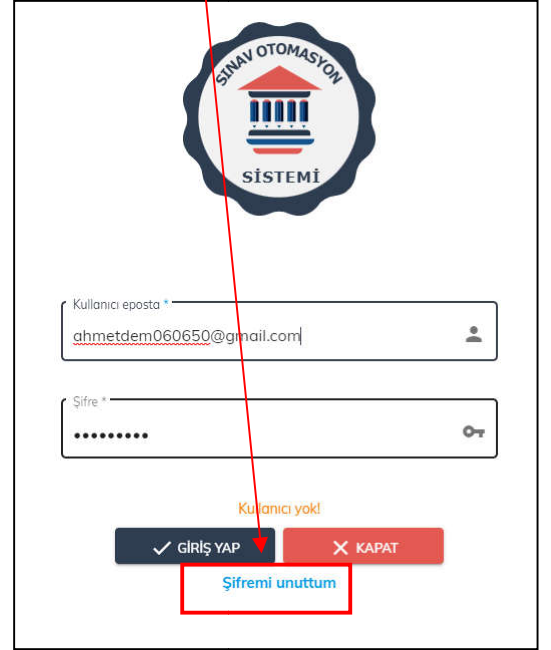 SINAV OTOMASYON
SİSTEMİ
Kullanıcı eposta *
ahmetdem060650@gmail.com
Şifre *
•••••••••
Kullanıcı yok!
GİRİŞ YAP
KAPAT
Şifremi unuttum